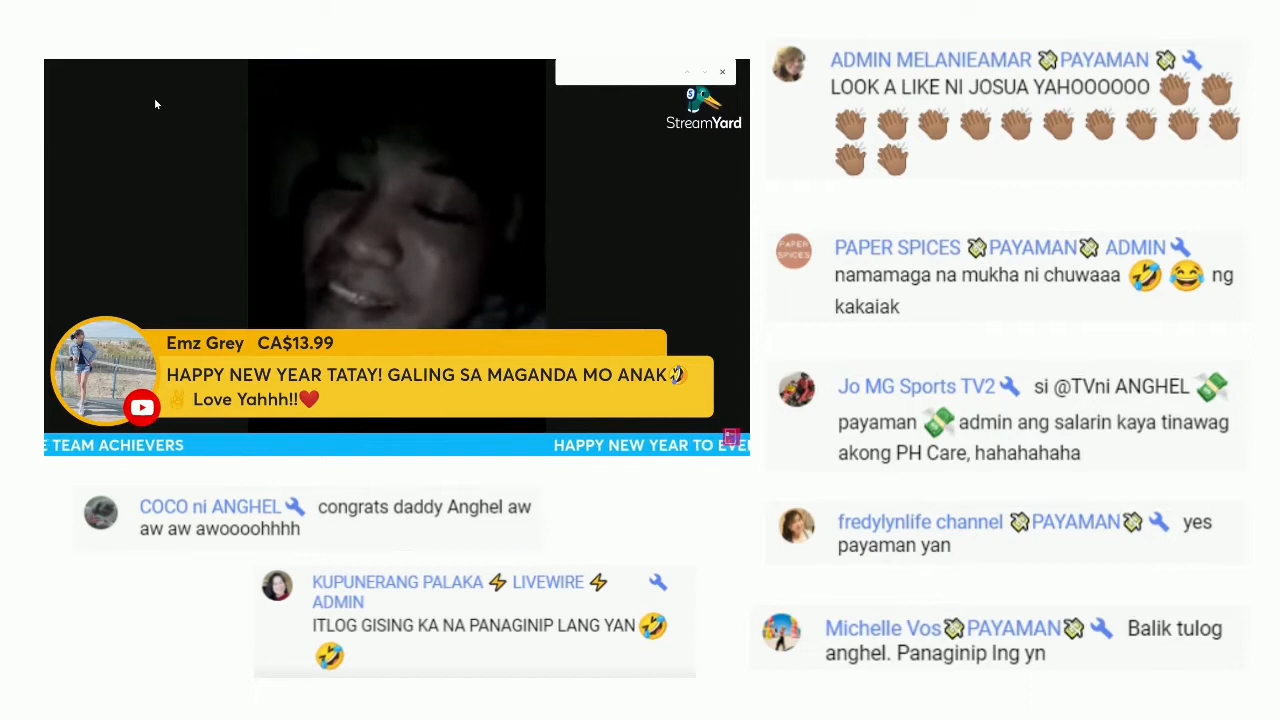 StreamYard
Emz Grey CA$13.99
HAPPY NEW YEAR TATAY! GALING SA MAGANDA MO ANAK🤣
✌ Love Yahhh!!❤️
E TEAM ACHIEVERS HAPPY NEW YEAR TO EVE
COCO ni ANGHEL🔧 congrats daddy Anghel aw
aw aw awoooohhhh
KUPUNERANG PALAKA ⚡ LIVEWIRE ⚡ 🔧
ADMIN
ITLOG GISING KA NA PANAGINIP LANG YAN 🤣
🤣
ADMIN MELANIEAMAR 💸PAYAMAN 💸 🔧
LOOK A LIKE NI JOSUA YAHOOOOOO 👏🏾 👏🏾
👏🏾 👏🏾 👏🏾 👏🏾 👏🏾 👏🏾 👏🏾 👏🏾 👏🏾 👏🏾
👏🏾 👏🏾
PAPER
SPICES
PAPER SPICES 💸PAYAMAN💸 ADMIN🔧
namamaga na mukha ni chuwaaa 🤣 😂 ng
kakaiak
Jo MG Sports TV2🔧 si @TVni ANGHEL 💸
payaman 💸admin ang salarin kaya tinawag
akong PH Care, hahahahaha
fredylynlife channel 💸PAYAMAN💸 🔧 yes
payaman yan
Michelle Vos💸PAYAMAN💸 🔧 Balik tulog
anghel. Panaginip lng yn